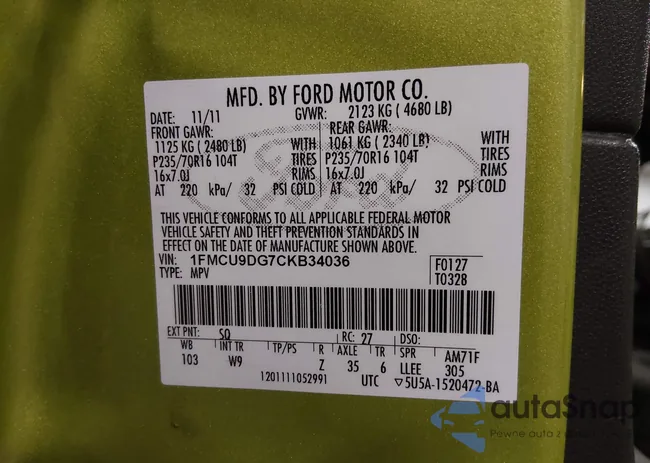 MFD. BY FORD MOTOR CO.
DATE: 11/11 GVWR: 2123 KG ( 4680 LB)
FRONT GAWR: REAR GAWR:
1125 KG ( 2480 LB) WITH 1061 KG ( 2340 LB) WITH
P235/70R16 104T TIRES P235/70R16 104T TIRES
16x7.0J RIMS 16x7.0J RIMS
AT 220 kPa/ 32 PSI COLD AT 220 kPa/ 32 PSI COLD
Ford
THIS VEHICLE CONFORMS TO ALL APPLICABLE FEDERAL MOTOR
VEHICLE SAFETY AND THEFT PREVENTION STANDARDS IN
EFFECT ON THE DATE OF MANUFACTURE SHOWN ABOVE.
VIN: 1FMCU9DG7CKB34036 F0127
TYPE: MPV T0328
EXT PNT: SQ RC: 27 DSO:
WB INT TR TP/PS R AXLE TR SPR AM71F
103 W9 Z 35 6 LLEE 305
1201111052991 UTC ▽5U5A-1520472-BA
autaSnap
Pewne auta z